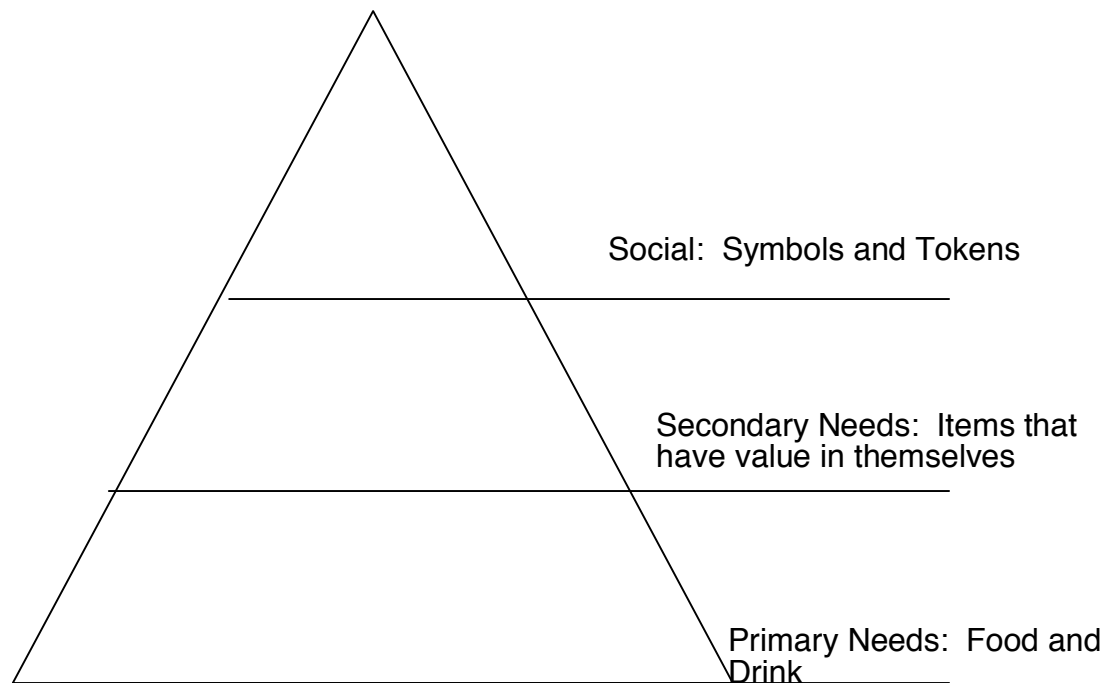 Social:  Symbols and Tokens
Secondary Needs:  Items that
have value in themselves
Primary Needs:  Food and
Drink